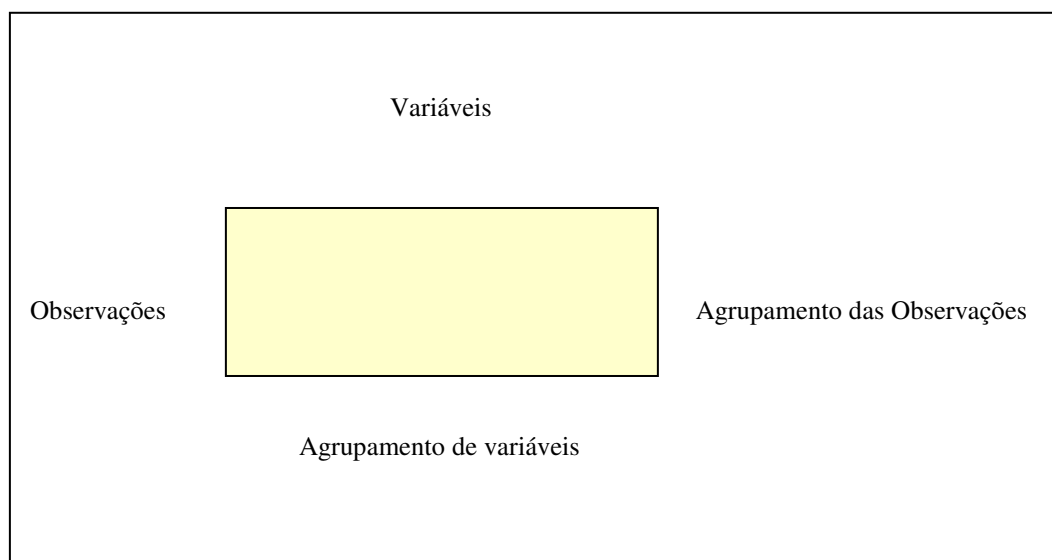 Variáveis
Observações
Agrupamento das Observações
Agrupamento de variáveis